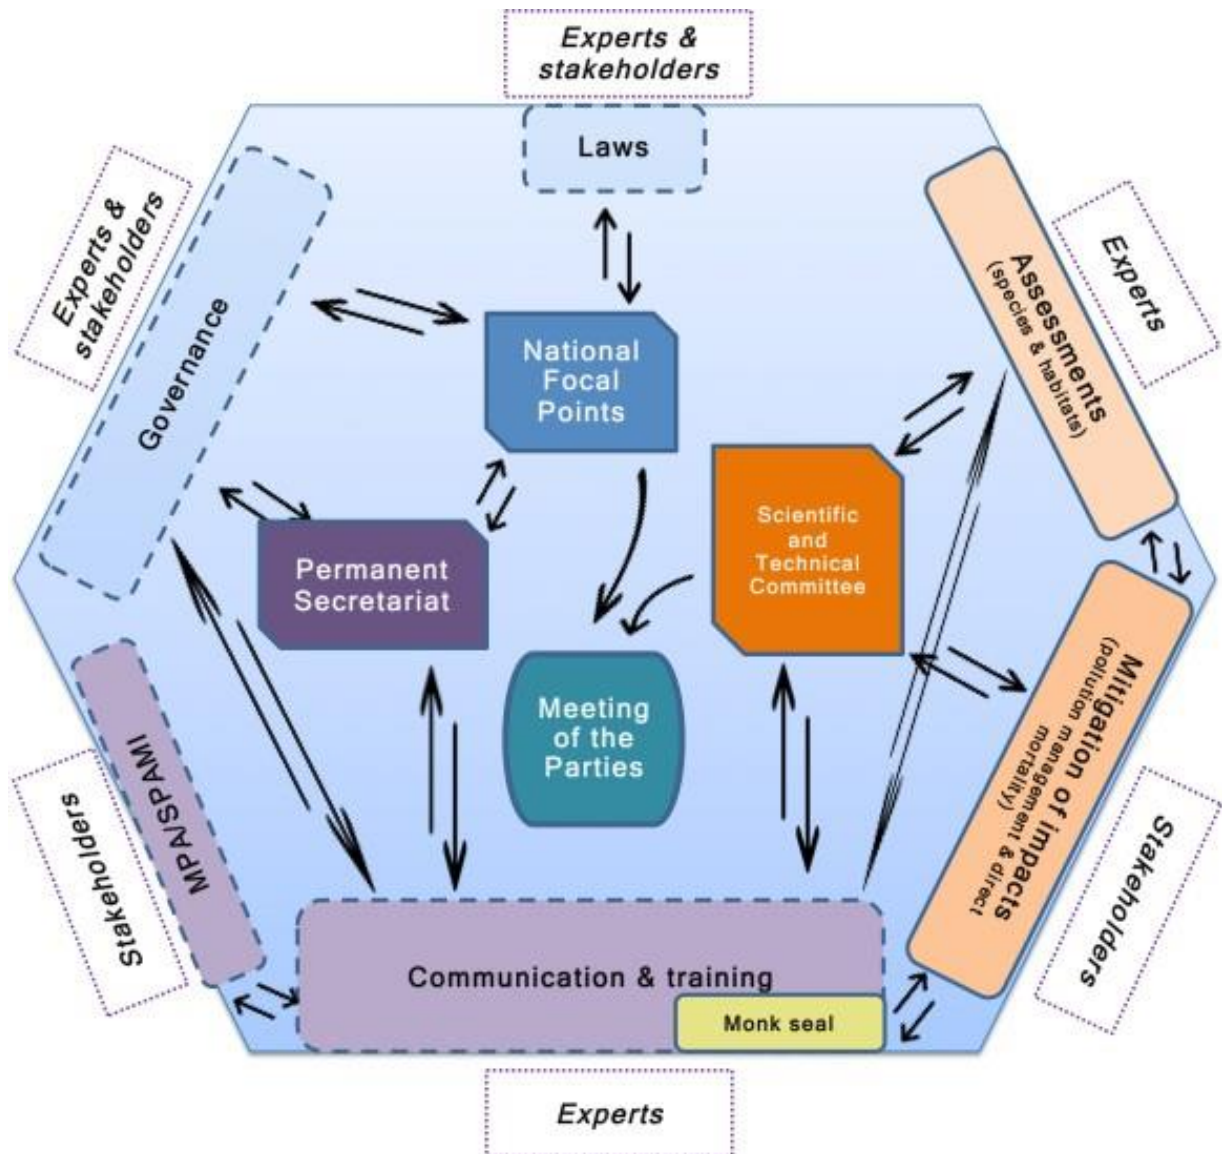 Experts &
stakeholders
Laws
Experts &
stakeholders
Governance
National
Focal
Points
Assessments
(species & habitats)
Experts
Scientific
and
Technical
Committee
Permanent
Secretariat
Meeting
of the
Parties
Mitigation of impacts
(pollution management & direct
mortality)
Stakeholders
MPA/SPAMI
Stakeholders
Communication & training
Monk seal
Experts